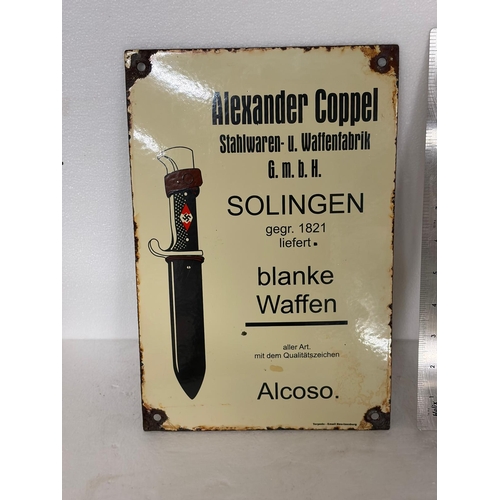 Alexander Coppel
Stahlwaren- u. Waffenfabrik
G. m. b. H.
SOLINGEN
gegr. 1821
liefert.
blanke
Waffen
aller Art.
mit dem Qualitätszeichen
Alcoso.